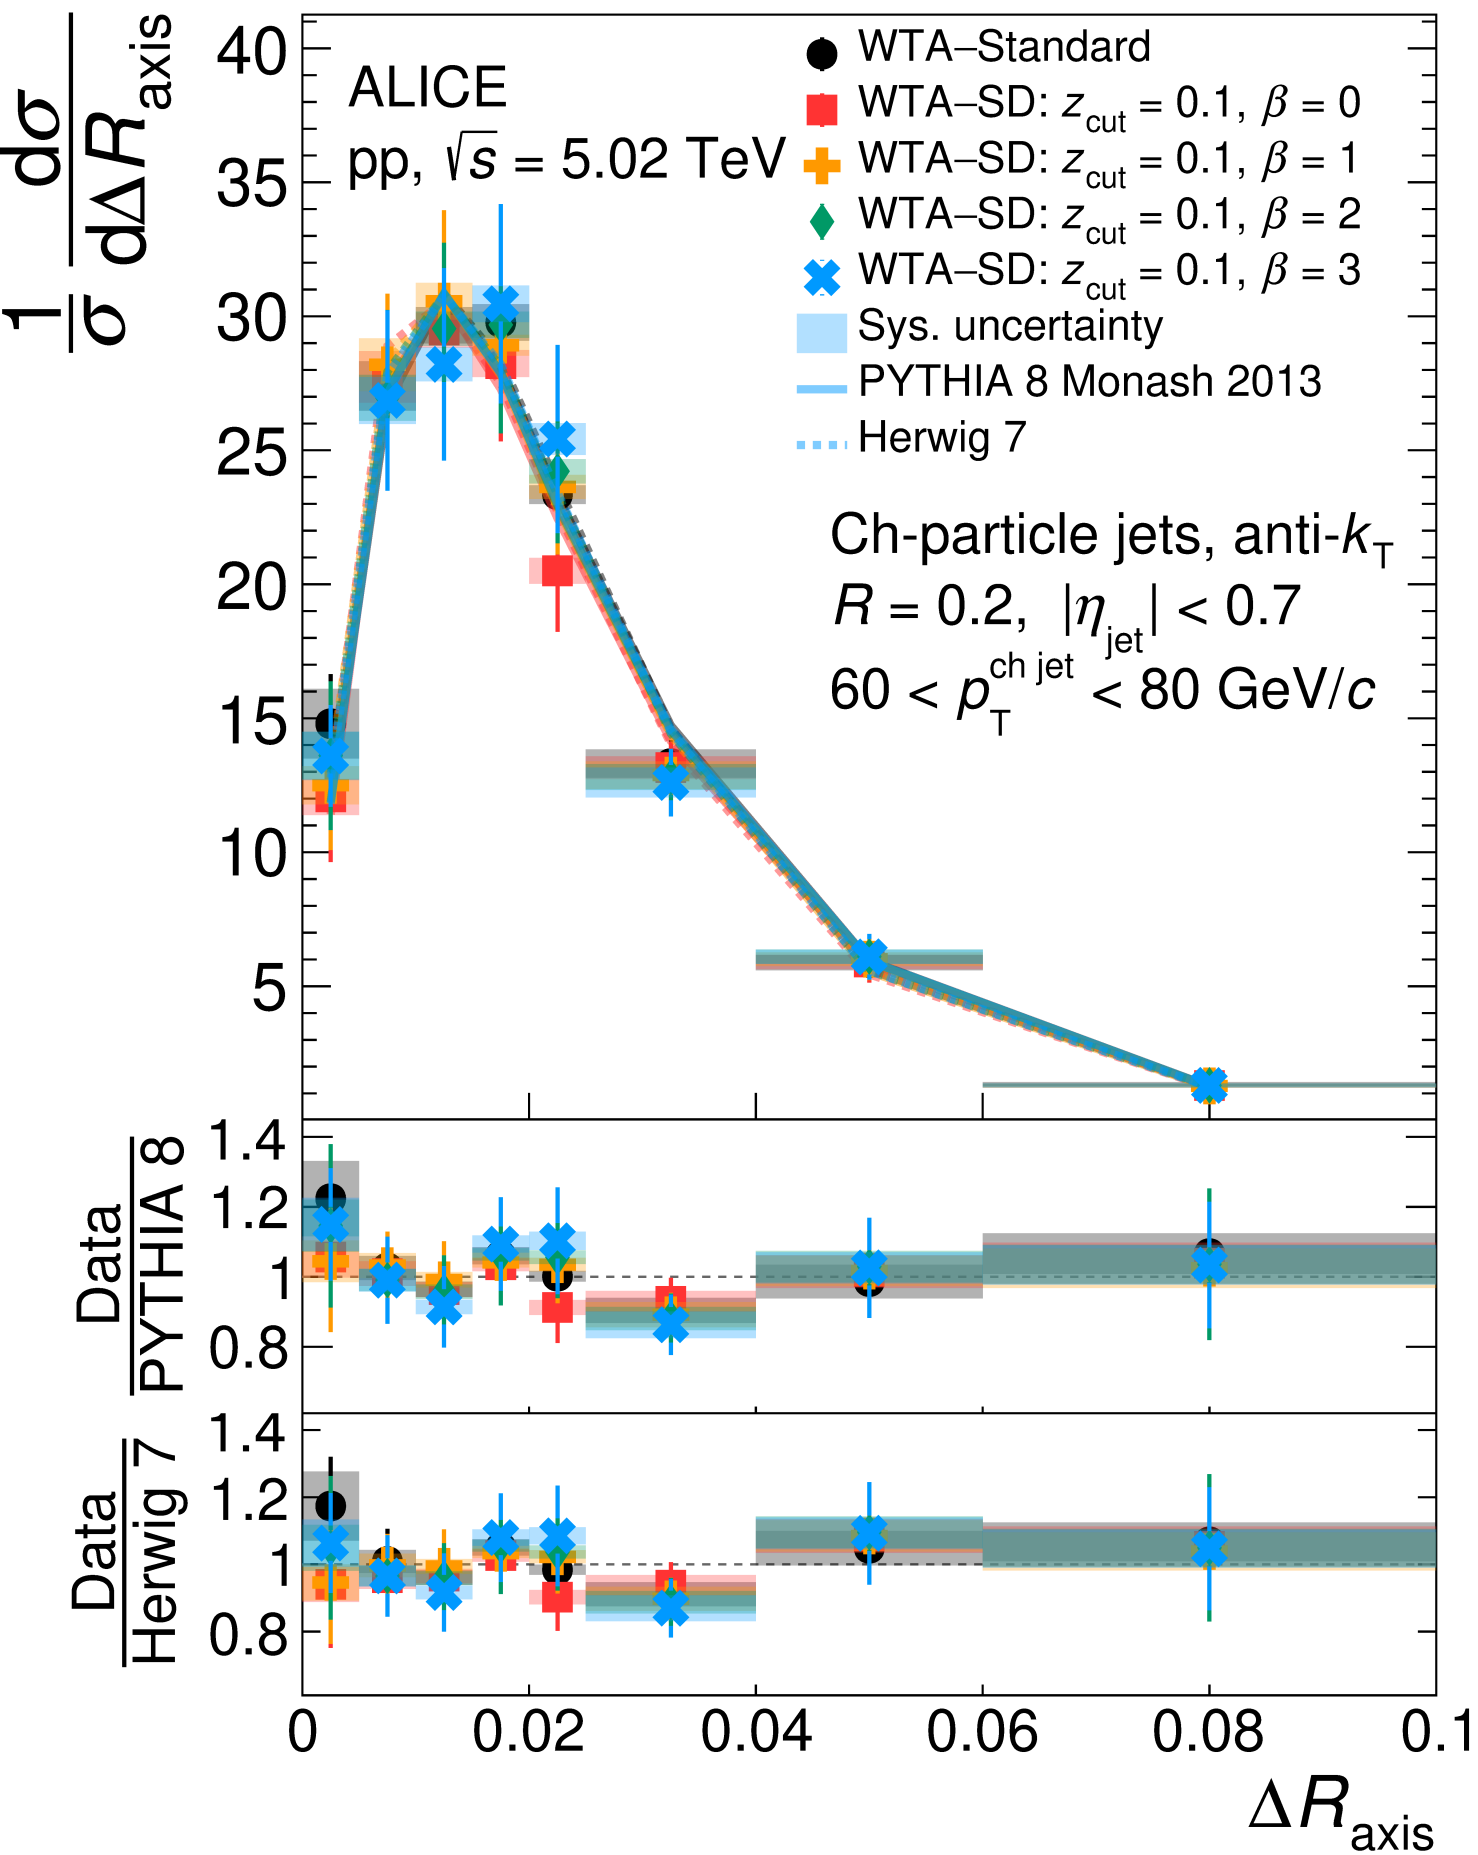 1/σ dσ/dΔR_axis
40
35
30
25
20
15
10
5
ALICE
pp, √s = 5.02 TeV
WTA–Standard
WTA–SD: z_cut = 0.1, β = 0
WTA–SD: z_cut = 0.1, β = 1
WTA–SD: z_cut = 0.1, β = 2
WTA–SD: z_cut = 0.1, β = 3
Sys. uncertainty
PYTHIA 8 Monash 2013
Herwig 7
Ch-particle jets, anti-k_T
R = 0.2, |η_jet| < 0.7
60 < p_T^ch jet < 80 GeV/c
Data
PYTHIA 8
1.4
1.2
1
0.8
Data
Herwig 7
1.4
1.2
1
0.8
0 0.02 0.04 0.06 0.08 0.1
ΔR_axis